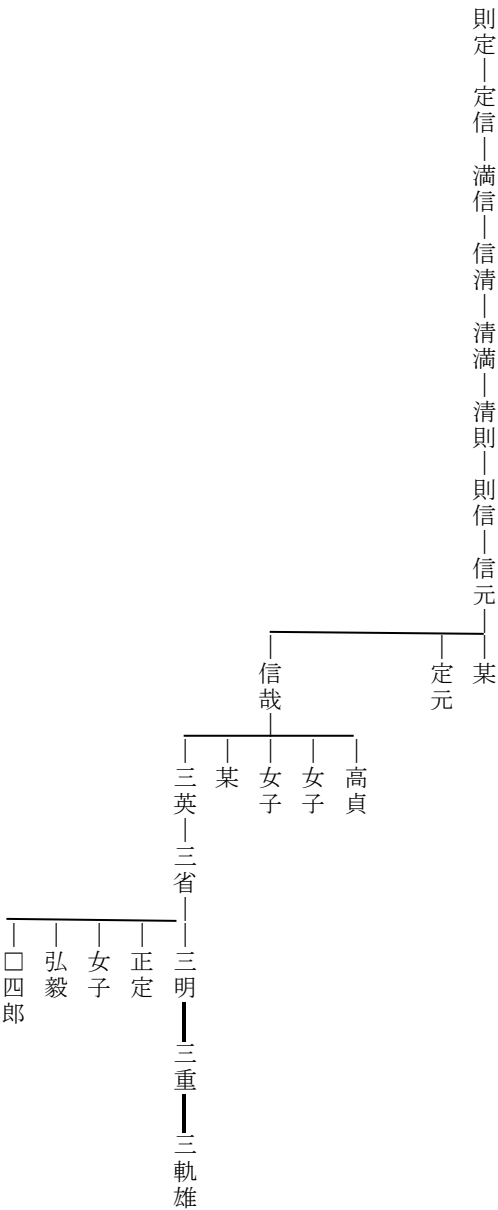 則定―定信―満信―信清―清満―清則―則信―信元
某
定元
信哉
高貞
女子
女子
某
三英―三省
三明
三重
三軌雄
正定
女子
弘毅
□四郎